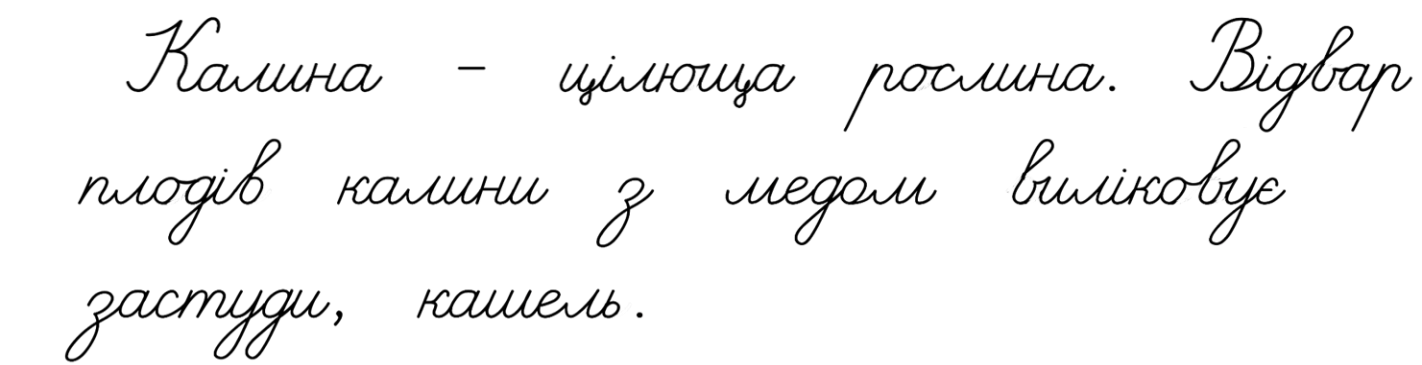 Калина - цілюща рослина. Відвар
плодів калини з медом виліковує
застуди, кашель.